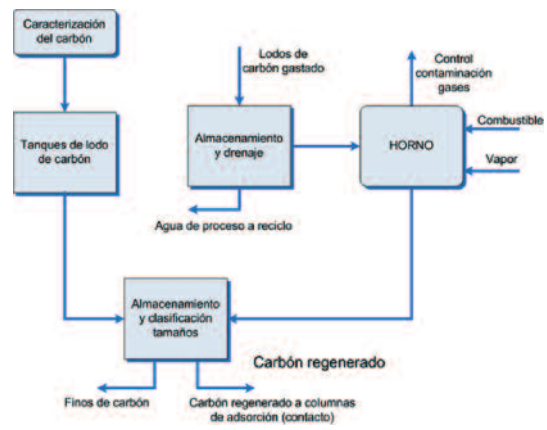 Caracterización
del carbón
Lodos de
carbón gastado
Control
contaminación
gases
Tanques de lodo
de carbón
Almacenamiento
y drenaje
HORNO
Combustible
Vapor
Agua de proceso a reciclo
Almacenamiento
y clasificación
tamaños
Carbón regenerado
Finos de carbón
Carbón regenerado a columnas
de adsorción (contacto)